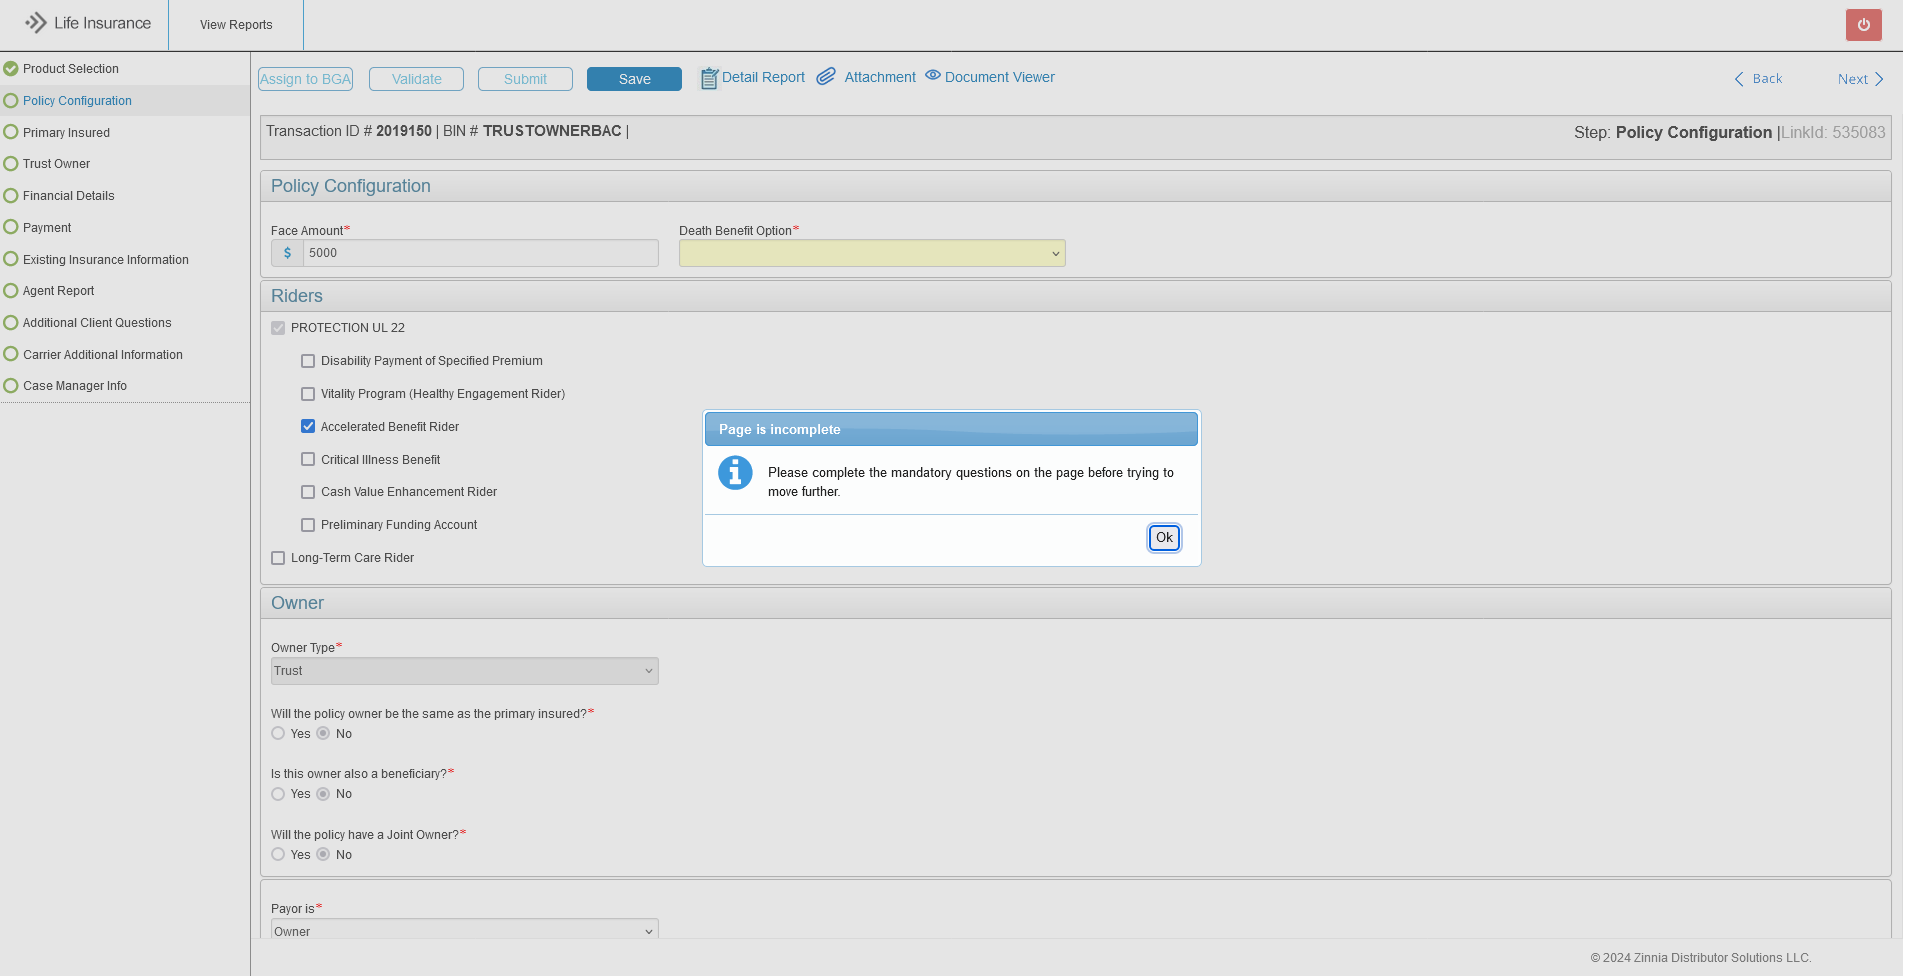 Life Insurance
View Reports
Product Selection
Policy Configuration
Primary Insured
Trust Owner
Financial Details
Payment
Existing Insurance Information
Agent Report
Additional Client Questions
Carrier Additional Information
Case Manager Info
Assign to BGA
Validate
Submit
Save
Detail Report
Attachment
Document Viewer
Back
Next
Transaction ID # 2019150 | BIN # TRUSTOWNERBAC |
Step: Policy Configuration |LinkId: 535083
Policy Configuration
Face Amount*
Death Benefit Option*
$ 5000
Riders
PROTECTION UL 22
Disability Payment of Specified Premium
Vitality Program (Healthy Engagement Rider)
Accelerated Benefit Rider
Critical Illness Benefit
Cash Value Enhancement Rider
Preliminary Funding Account
Long-Term Care Rider
Page is incomplete
Please complete the mandatory questions on the page before trying to
move further.
Ok
Owner
Owner Type*
Trust
Will the policy owner be the same as the primary insured?*
Yes No
Is this owner also a beneficiary?*
Yes No
Will the policy have a Joint Owner?*
Yes No
Payor is*
Owner
© 2024 Zinnia Distributor Solutions LLC.